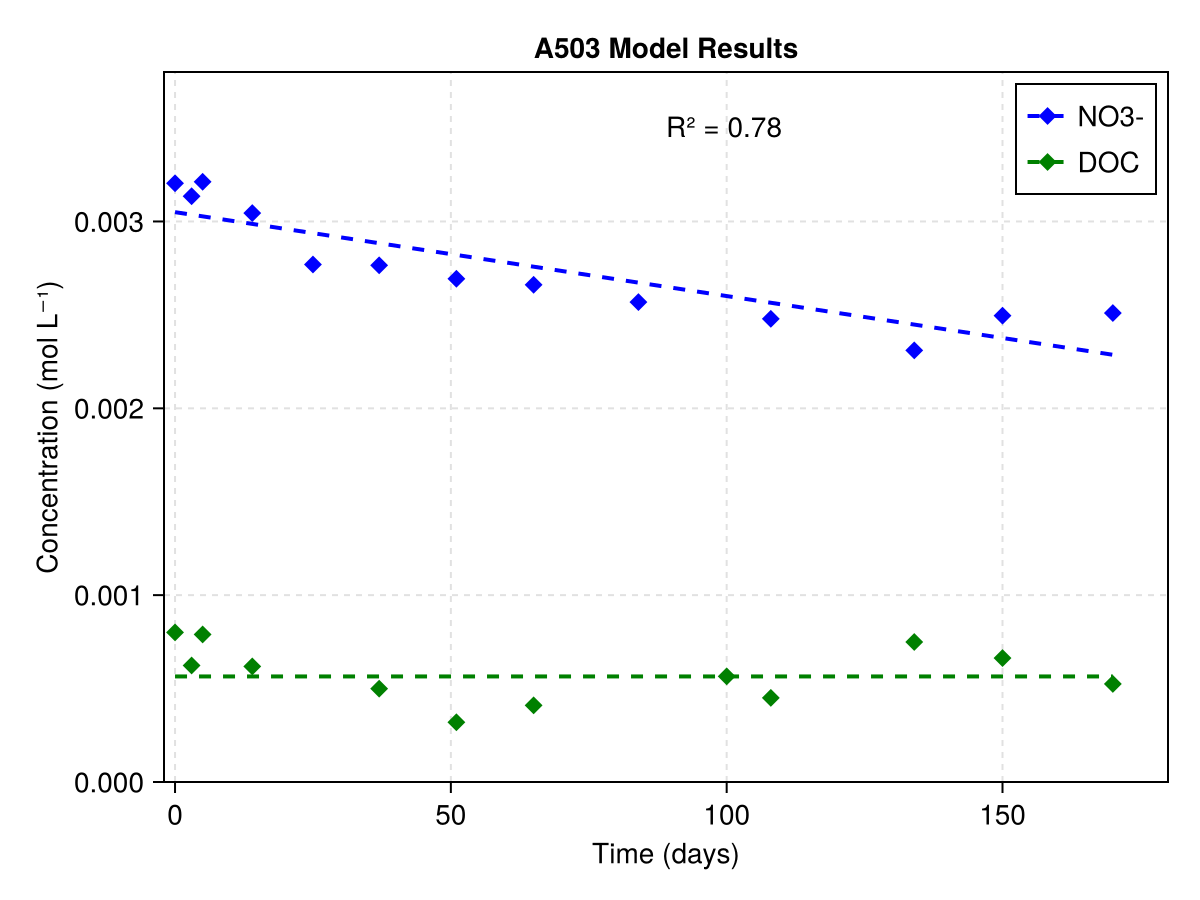 A503 Model Results
R² = 0.78
NO3-
DOC
Concentration (mol L⁻¹)
0.003
0.002
0.001
0.000
0
50
100
150
Time (days)